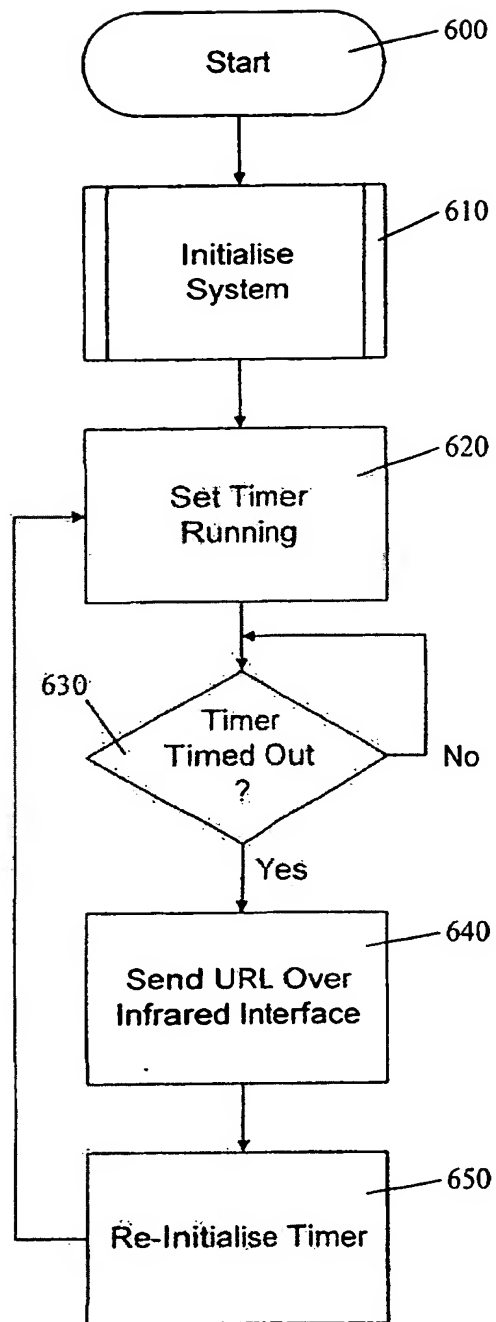 Start
600
Initialise
System
610
Set Timer
Running
620
630
Timer
Timed Out
?
No
Yes
Send URL Over
Infrared Interface
640
Re-Initialise Timer
650